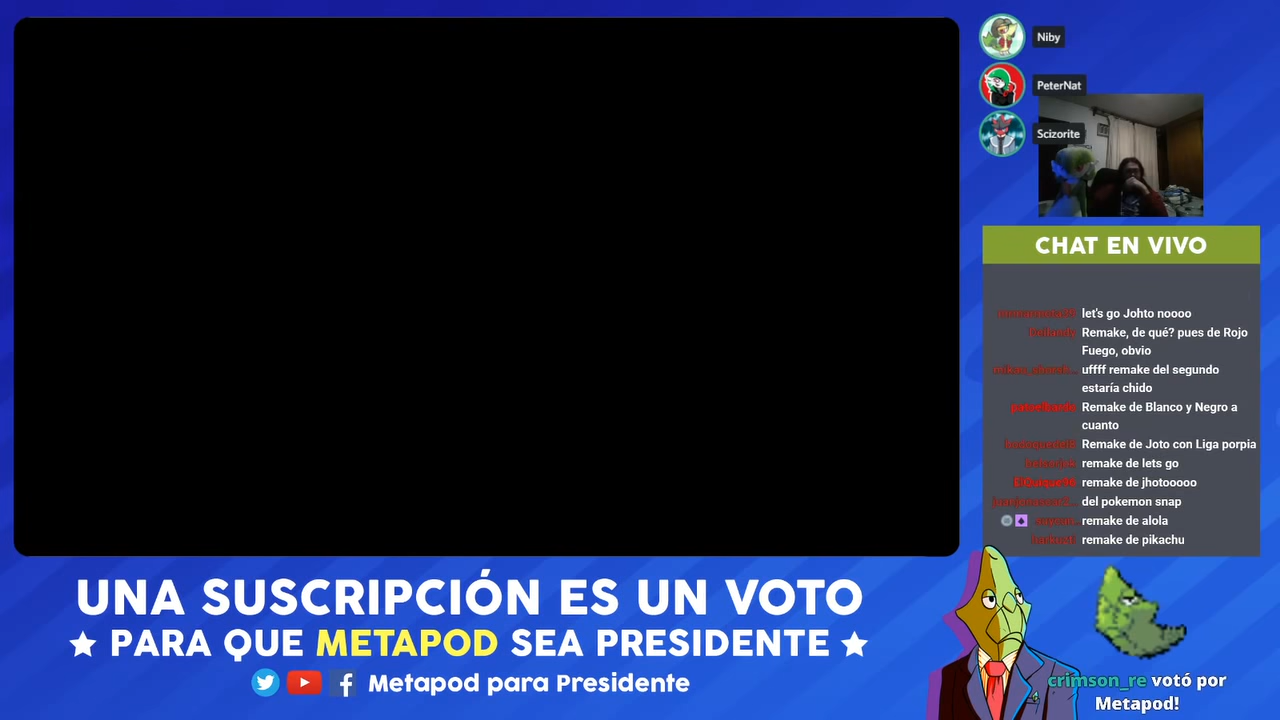 Niby
PeterNat
Scizorite
CHAT EN VIVO
let's go Johto noooo
Remake, de qué? pues de Rojo
Fuego, obvio
uffff remake del segundo
estaría chido
Remake de Blanco y Negro a
cuanto
Remake de Joto con Liga porpia
remake de lets go
remake de jhotooooo
del pokemon snap
remake de alola
remake de pikachu
UNA SUSCRIPCIÓN ES UN VOTO
★ PARA QUE METAPOD SEA PRESIDENTE ★
Metapod para Presidente
crimson_re votó por
Metapod!